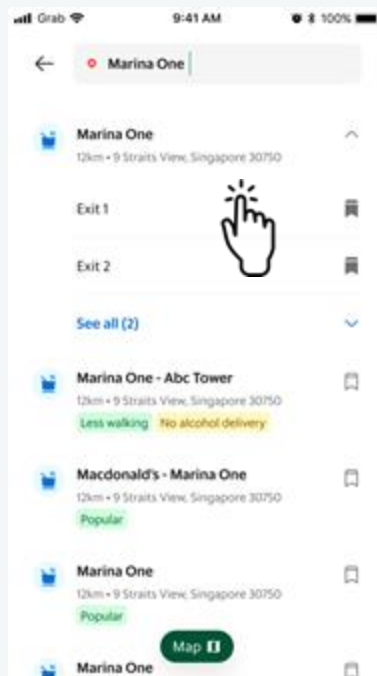 Grab 9:41 AM 100%
Marina One
Marina One
12km • 9 Straits View, Singapore 30750
Exit 1
Exit 2
See all (2)
Marina One - Abc Tower
12km • 9 Straits View, Singapore 30750
Less walking No alcohol delivery
Macdonald's - Marina One
12km • 9 Straits View, Singapore 30750
Popular
Marina One
12km • 9 Straits View, Singapore 30750
Popular
Map
Marina One